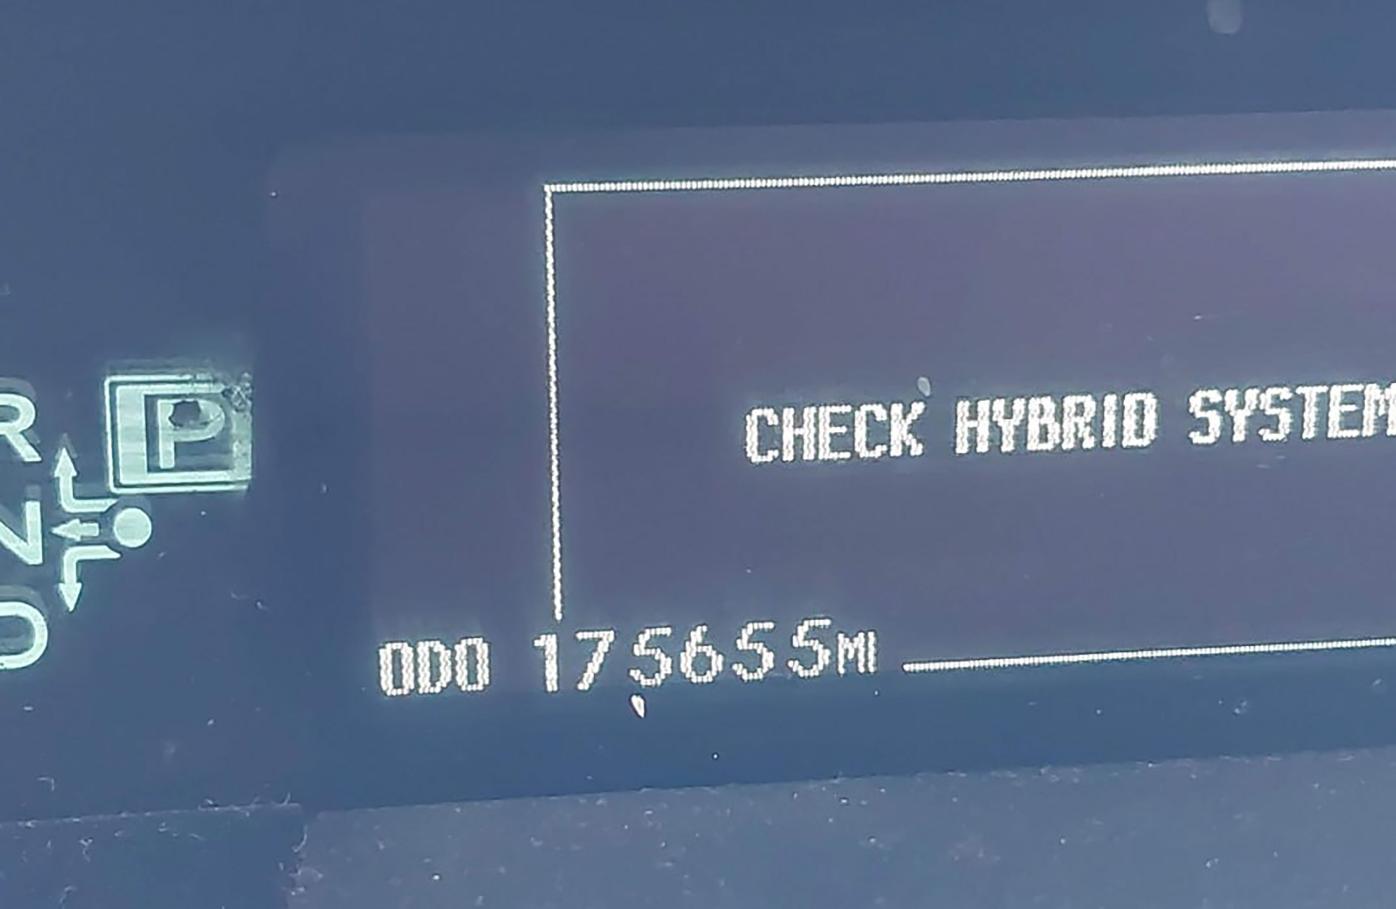 R
P
N
D
CHECK HYBRID SYSTEM
ODO 175655MI